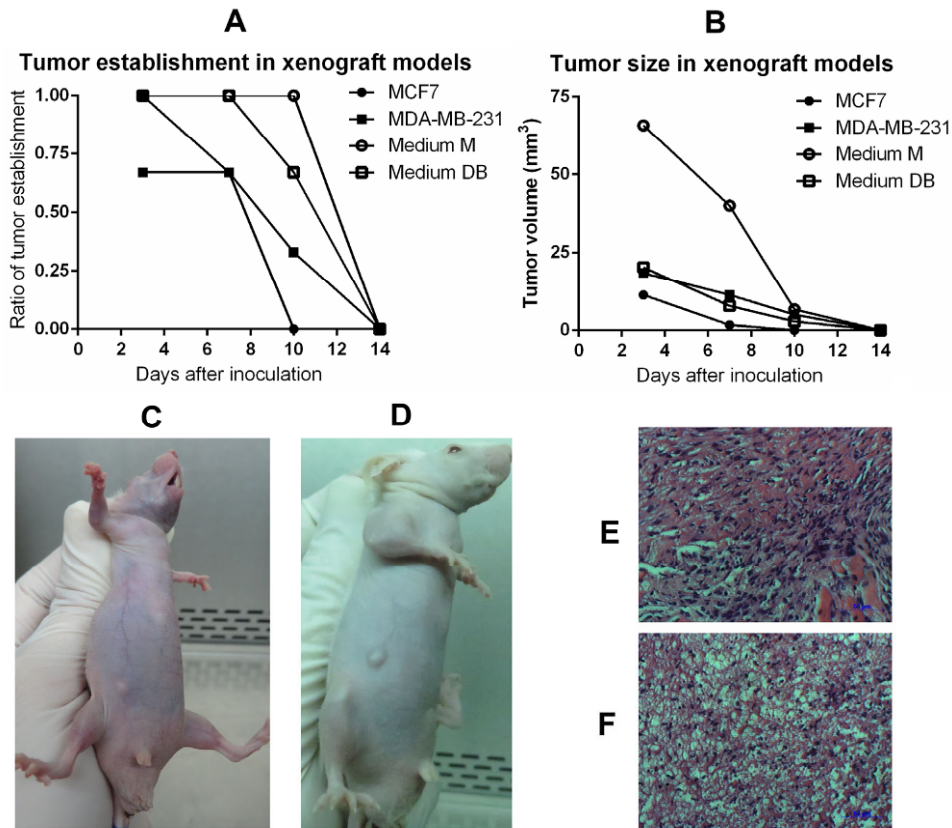 A
Tumor establishment in xenograft models
Ratio of tumor establishment
1.00
0.75
0.50
0.25
0.00
0 2 4 6 8 10 12 14
Days after inoculation
MCF7
MDA-MB-231
Medium M
Medium DB
B
Tumor size in xenograft models
Tumor volume (mm³)
75
50
25
0
0 2 4 6 8 10 12 14
Days after inoculation
MCF7
MDA-MB-231
Medium M
Medium DB
C
D
E
F